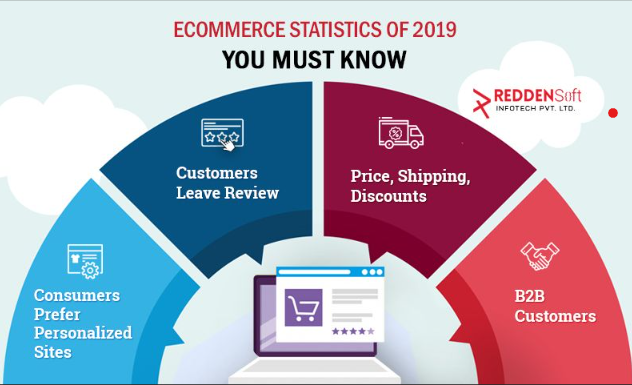 ECOMMERCE STATISTICS OF 2019
YOU MUST KNOW
REDDENSoft
INFOTECH PVT. LTD.
Customers
Leave Review
Price, Shipping,
Discounts
Consumers
Prefer
Personalized
Sites
B2B
Customers